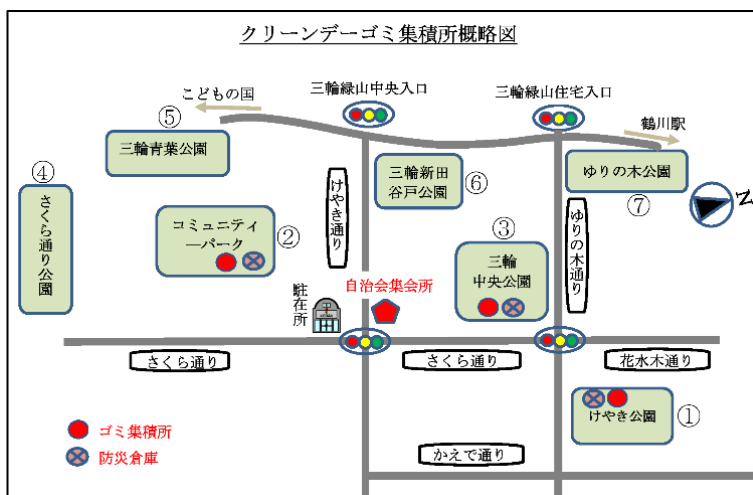 クリーンデーゴミ集積所概略図
こどもの国
三輪緑山中央入口
三輪緑山住宅入口
鶴川駅
⑤
三輪青葉公園
④
さくら通り公園
コミュニティ
―パーク
②
けやき通り
三輪新田
谷戸公園
⑥
ゆりの木公園
⑦
N
③
三輪
中央公園
ゆりの木通り
駐在所
自治会集会所
さくら通り
さくら通り
花水木通り
けやき公園
①
かえで通り
ゴミ集積所
防災倉庫